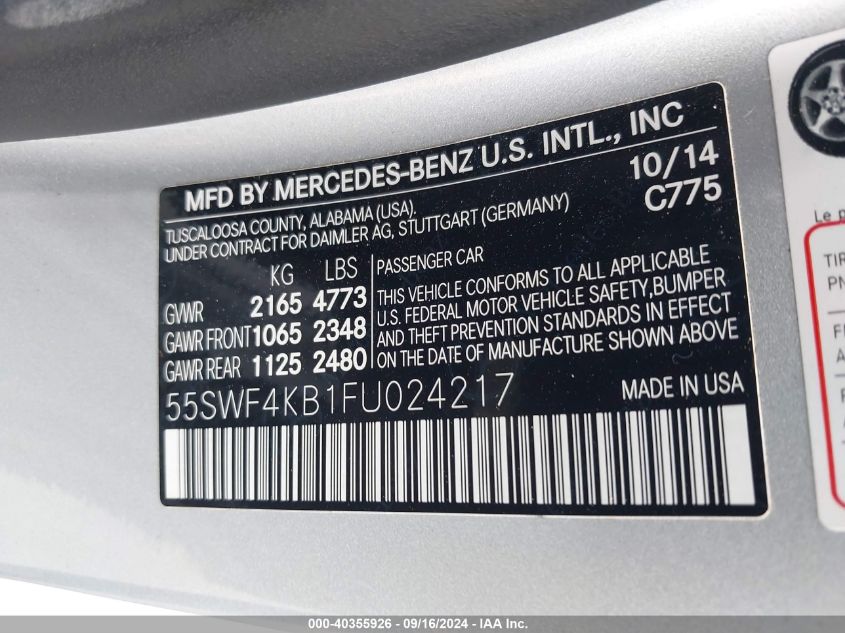 MFD BY MERCEDES-BENZ U.S. INTL., INC
TUSCALOOSA COUNTY, ALABAMA (USA).
UNDER CONTRACT FOR DAIMLER AG, STUTTGART (GERMANY)
10/14
C775
KG LBS
GVWR 2165 4773
GAWR FRONT 1065 2348
GAWR REAR 1125 2480
PASSENGER CAR
THIS VEHICLE CONFORMS TO ALL APPLICABLE
U.S. FEDERAL MOTOR VEHICLE SAFETY, BUMPER
AND THEFT PREVENTION STANDARDS IN EFFECT
ON THE DATE OF MANUFACTURE SHOWN ABOVE
55SWF4KB1FU024217
MADE IN USA
Le p
TIR
PN
000-40355926 - 09/16/2024 - IAA Inc.